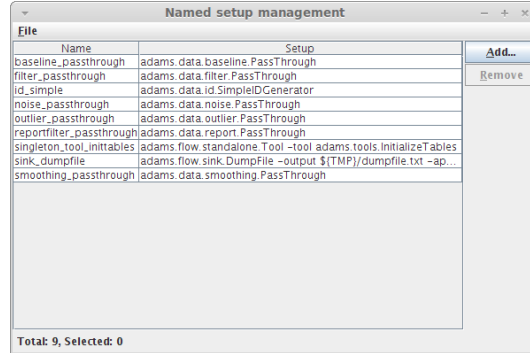 Named setup management
File
Name Setup
baseline_passthrough adams.data.baseline.PassThrough
filter_passthrough adams.data.filter.PassThrough
id_simple adams.data.id.SimpleIDGenerator
noise_passthrough adams.data.noise.PassThrough
outlier_passthrough adams.data.outlier.PassThrough
reportfilter_passthrough adams.data.report.PassThrough
singleton_tool_inittables adams.flow.standalone.Tool -tool adams.tools.InitializeTables
sink_dumpfile adams.flow.sink.DumpFile -output ${TMP}/dumpfile.txt -ap...
smoothing_passthrough adams.data.smoothing.PassThrough
Add...
Remove
Total: 9, Selected: 0